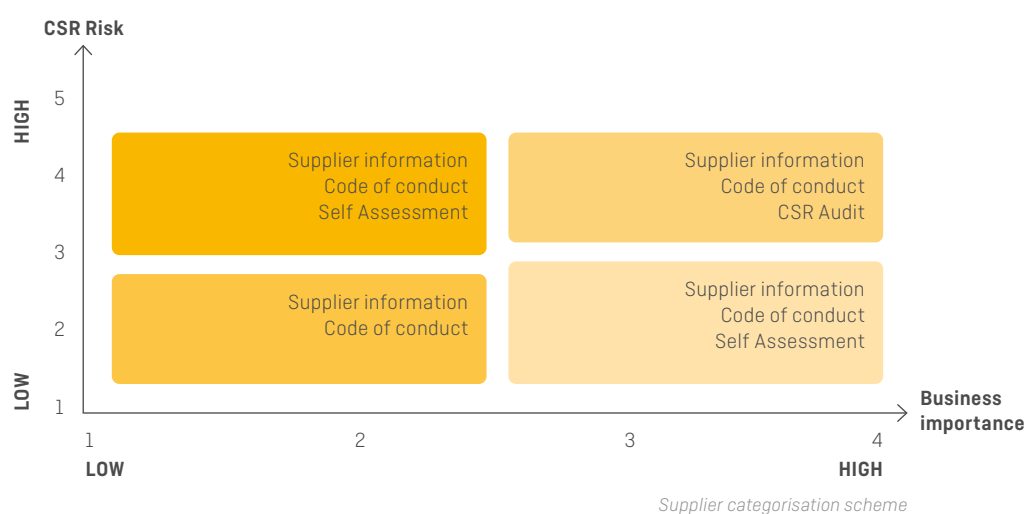 CSR Risk
HIGH
5
4
3
2
1
LOW
Supplier information
Code of conduct
Self Assessment
Supplier information
Code of conduct
CSR Audit
Supplier information
Code of conduct
Supplier information
Code of conduct
Self Assessment
Business
importance
1
2
3
4
LOW
HIGH
Supplier categorisation scheme